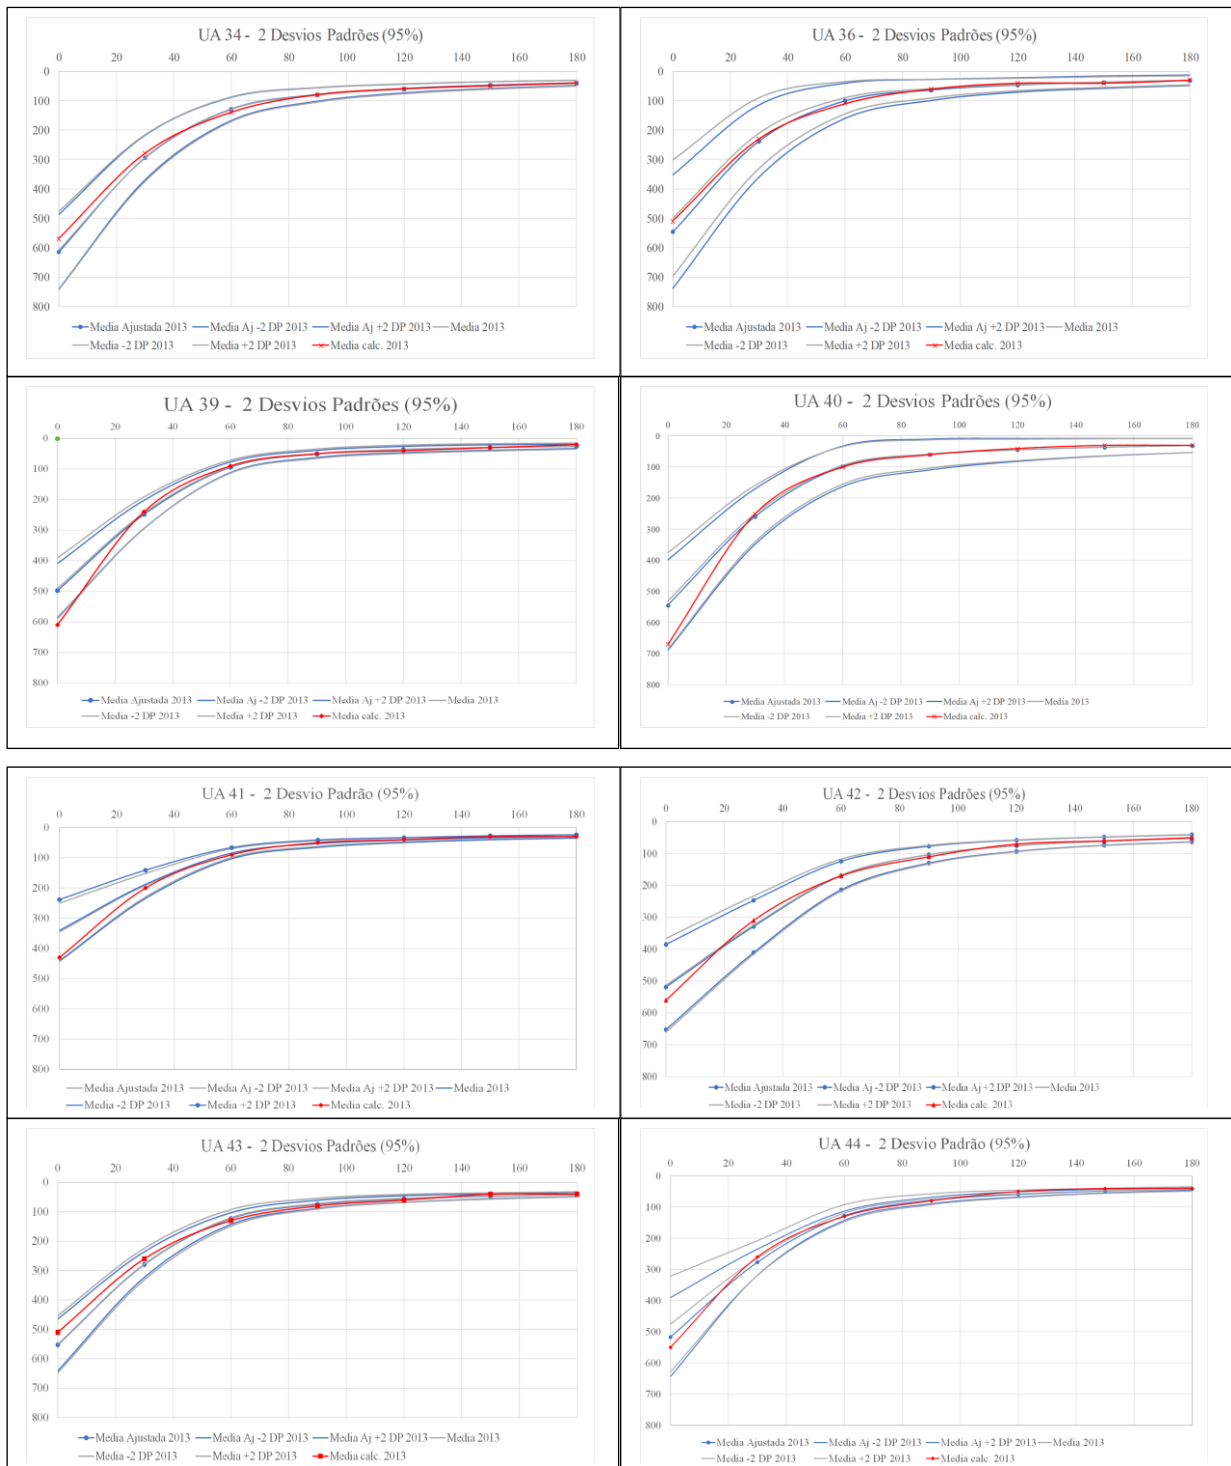 UA 34 - 2 Desvios Padrões (95%)
0 20 40 60 80 100 120 140 160 180
0
100
200
300
400
500
600
700
800
Media Ajustada 2013 Media Aj -2 DP 2013 Media Aj +2 DP 2013 Media 2013
Media -2 DP 2013 Media +2 DP 2013 Media calc. 2013
UA 36 - 2 Desvios Padrões (95%)
0 20 40 60 80 100 120 140 160 180
0
100
200
300
400
500
600
700
800
Media Ajustada 2013 Media Aj -2 DP 2013 Media Aj +2 DP 2013 Media 2013
Media -2 DP 2013 Media +2 DP 2013 Media calc. 2013
UA 39 - 2 Desvios Padrões (95%)
0 20 40 60 80 100 120 140 160 180
0
100
200
300
400
500
600
700
800
Media Ajustada 2013 Media Aj -2 DP 2013 Media Aj +2 DP 2013 Media 2013
Media -2 DP 2013 Media +2 DP 2013 Media calc. 2013
UA 40 - 2 Desvios Padrões (95%)
0 20 40 60 80 100 120 140 160 180
0
100
200
300
400
500
600
700
800
Media Ajustada 2013 Media Aj -2 DP 2013 Media Aj +2 DP 2013 Media 2013
Media -2 DP 2013 Media +2 DP 2013 Media calc. 2013
UA 41 - 2 Desvio Padrão (95%)
0 20 40 60 80 100 120 140 160 180
0
100
200
300
400
500
600
700
800
Media Ajustada 2013 Media Aj -2 DP 2013 Media Aj +2 DP 2013 Media 2013
Media -2 DP 2013 Media +2 DP 2013 Media calc. 2013
UA 42 - 2 Desvios Padrões (95%)
0 20 40 60 80 100 120 140 160 180
0
100
200
300
400
500
600
700
800
Media Ajustada 2013 Media Aj -2 DP 2013 Media Aj +2 DP 2013 Media 2013
Media -2 DP 2013 Media +2 DP 2013 Media calc. 2013
UA 43 - 2 Desvios Padrões (95%)
0 20 40 60 80 100 120 140 160 180
0
100
200
300
400
500
600
700
800
Media Ajustada 2013 Media Aj -2 DP 2013 Media Aj +2 DP 2013 Media 2013
Media -2 DP 2013 Media +2 DP 2013 Media calc. 2013
UA 44 - 2 Desvio Padrão (95%)
0 20 40 60 80 100 120 140 160 180
0
100
200
300
400
500
600
700
800
Media Ajustada 2013 Media Aj -2 DP 2013 Media Aj +2 DP 2013 Media 2013
Media -2 DP 2013 Media +2 DP 2013 Media calc. 2013